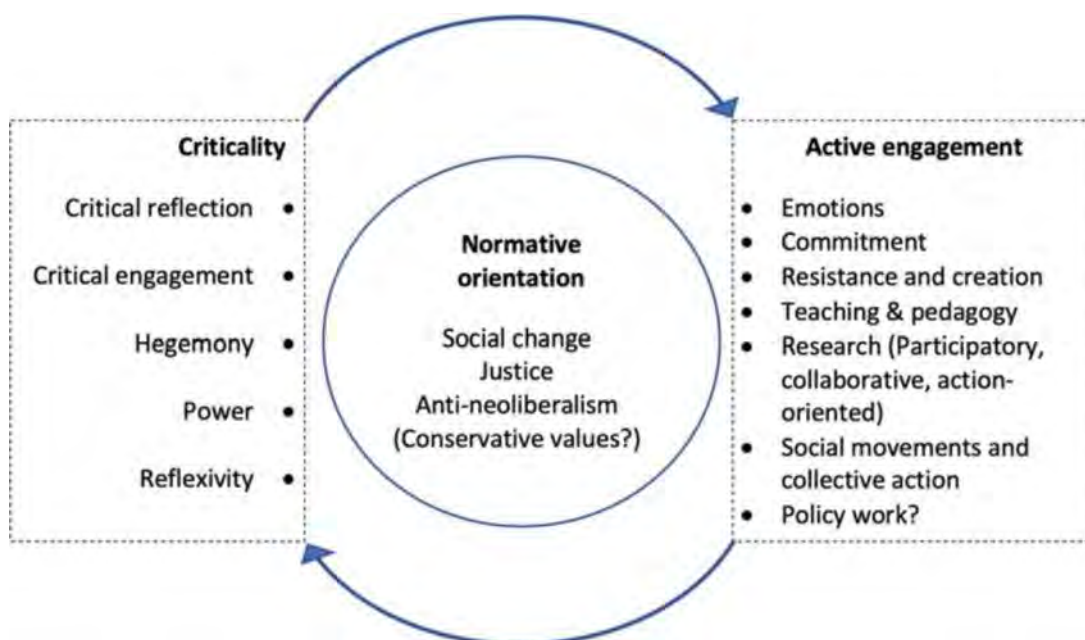 Criticality
Critical reflection •
Critical engagement •
Hegemony •
Power •
Reflexivity •
Normative
orientation
Social change
Justice
Anti-neoliberalism
(Conservative values?)
Active engagement
• Emotions
• Commitment
• Resistance and creation
• Teaching & pedagogy
• Research (Participatory,
collaborative, action-
oriented)
• Social movements and
collective action
• Policy work?